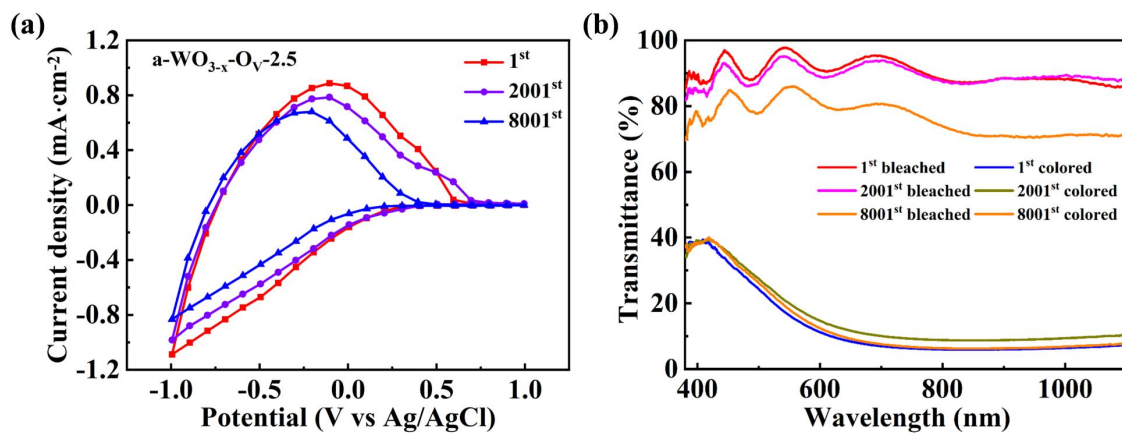 (a)
a-WO3-x-OV-2.5
1st
2001st
8001st
1.2
0.8
0.4
0.0
-0.4
-0.8
-1.2
Current density (mA·cm-2)
-1.0
-0.5
0.0
0.5
1.0
Potential (V vs Ag/AgCl)
(b)
100
80
60
40
20
0
Transmittance (%)
1st bleached
1st colored
2001st bleached
2001st colored
8001st bleached
8001st colored
400
600
800
1000
Wavelength (nm)